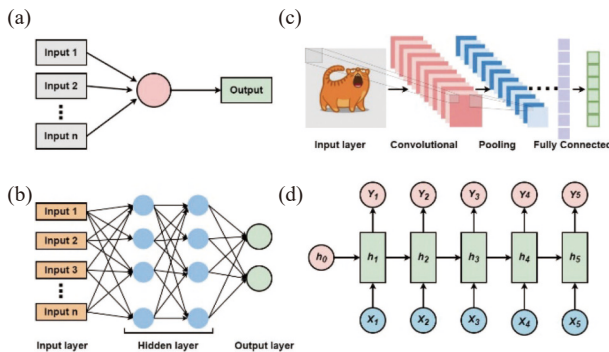 (a)
Input 1
Input 2
Input n
Output
(c)
Input layer Convolutional Pooling Fully Connected
(b)
Input 1
Input 2
Input 3
Input n
Input layer Hidden layer Output layer
(d)
Y1 Y2 Y3 Y4 Y5
h0 h1 h2 h3 h4 h5
X1 X2 X3 X4 X5